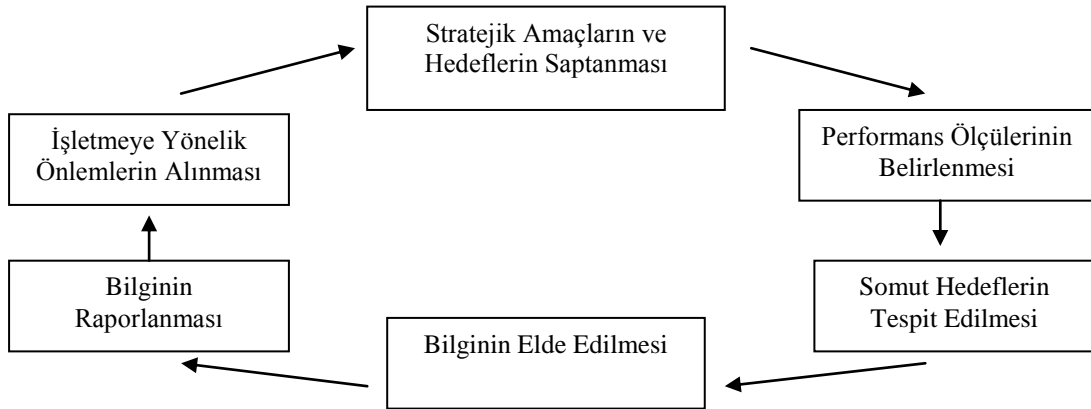 Stratejik Amaçların ve
Hedeflerin Saptanması
İşletmeye Yönelik
Önlemlerin Alınması
Performans Ölçülerinin
Belirlenmesi
Bilginin
Raporlanması
Somut Hedeflerin
Tespit Edilmesi
Bilginin Elde Edilmesi